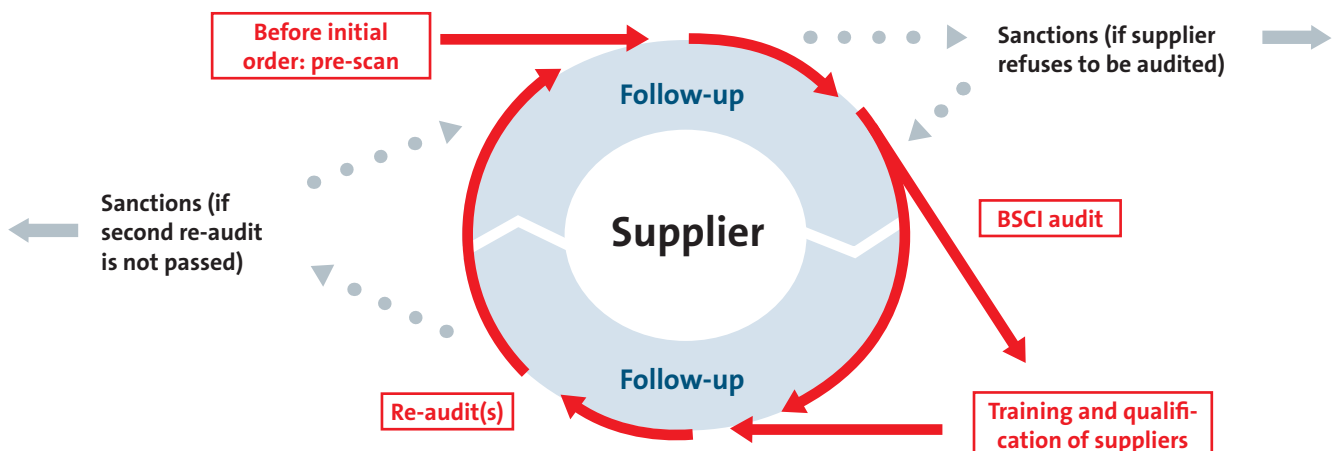 Before initial
order: pre-scan
Sanctions (if supplier
refuses to be audited)
Follow-up
Sanctions (if
second re-audit
is not passed)
Supplier
BSCI audit
Follow-up
Re-audit(s)
Training and qualifi-
cation of suppliers